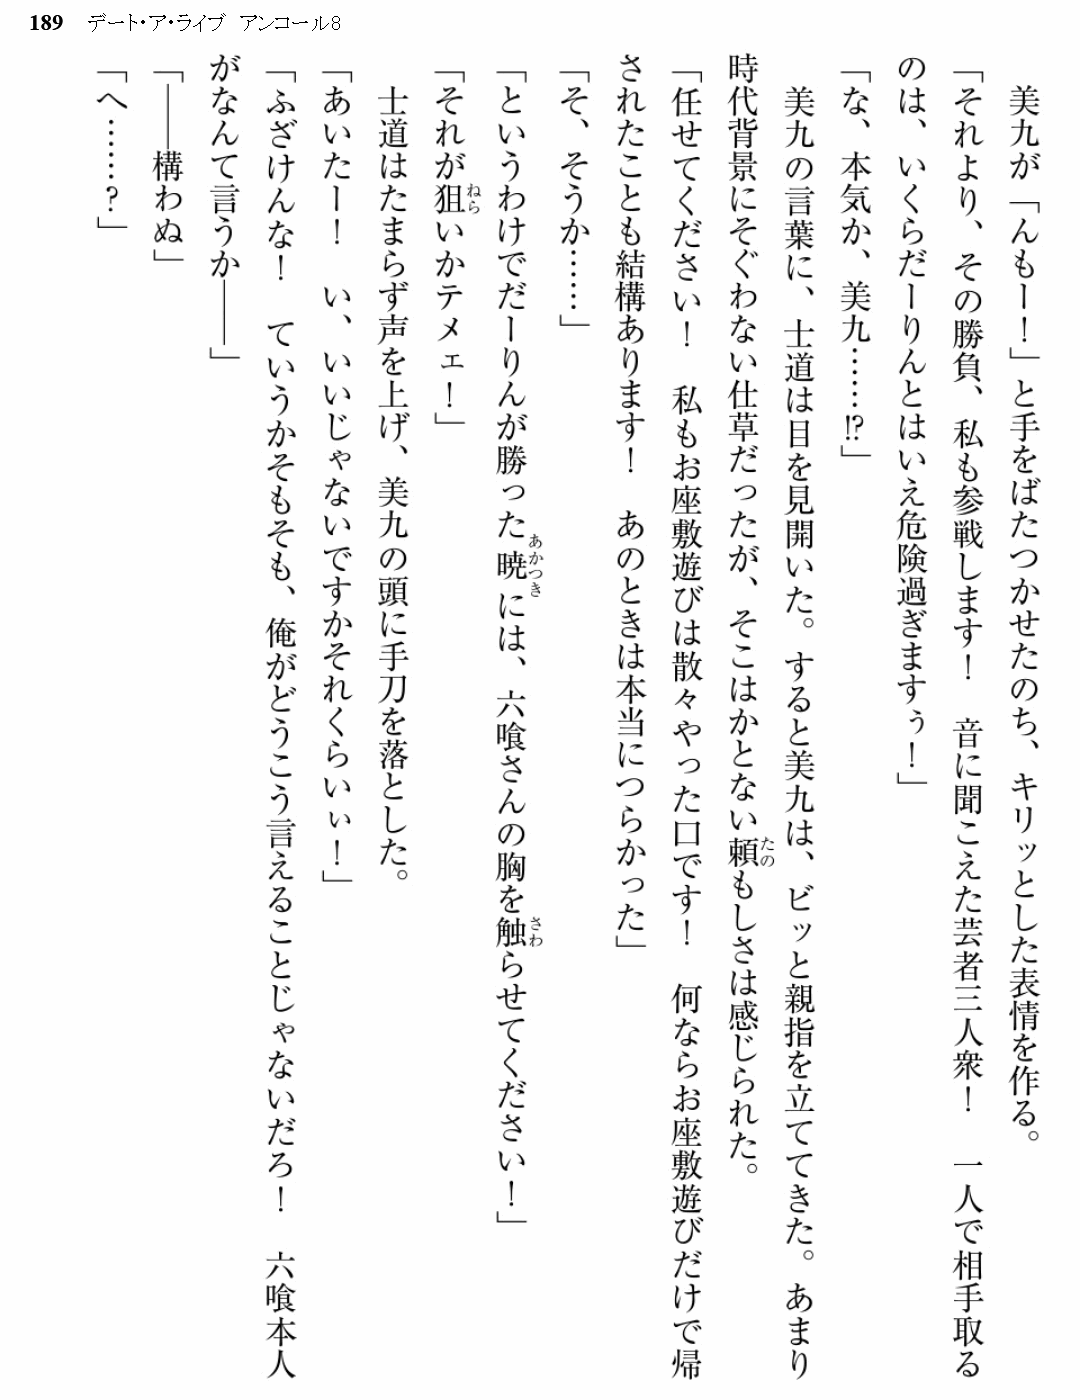 189 デート・ア・ライブ アンコール8
　美九が「んもー！」と手をばたつかせたのち、キリッとした表情を作る。
「それより、その勝負、私も参戦します！　音に聞こえた芸者三人衆！　一人で相手取る
のは、いくらだーりんとはいえ危険過ぎますぅ！」
「な、本気か、美九……!?」
　美九の言葉に、士道は目を見開いた。すると美九は、ビッと親指を立ててきた。あまり
時代背景にそぐわない仕草だったが、そこはかとない頼もしさは感じられた。
「任せてください！　私もお座敷遊びは散々やった口です！　何ならお座敷遊びだけで帰
されたことも結構あります！　あのときは本当につらかった」
「そ、そうか……」
「というわけでだーりんが勝った暁には、六喰さんの胸を触らせてください！」
「それが狙いかテメェ！」
　士道はたまらず声を上げ、美九の頭に手刀を落とした。
「あいたー！　い、いいじゃないですかそれくらいぃ！」
「ふざけんな！　ていうかそもそも、俺がどうこう言えることじゃないだろ！　六喰本人
がなんて言うか――」
「――構わぬ」
「へ……？」